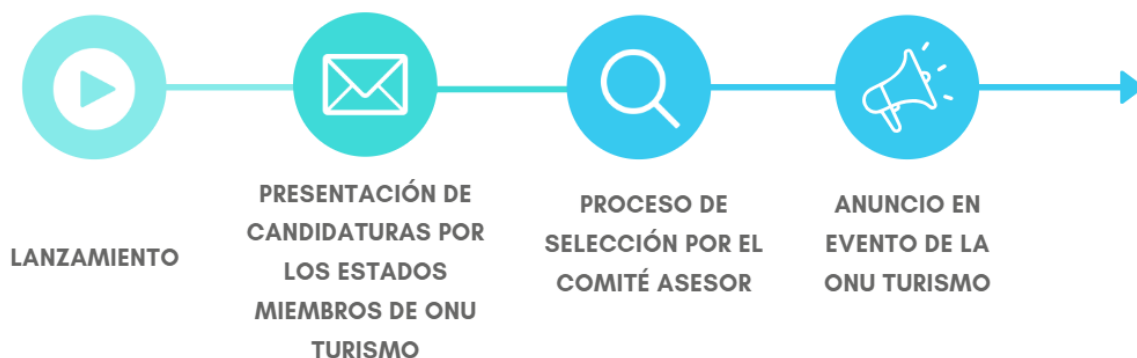 LANZAMIENTO
PRESENTACIÓN DE
CANDIDATURAS POR
LOS ESTADOS
MIEMBROS DE ONU
TURISMO
PROCESO DE
SELECCIÓN POR EL
COMITÉ ASESOR
ANUNCIO EN
EVENTO DE LA
ONU TURISMO